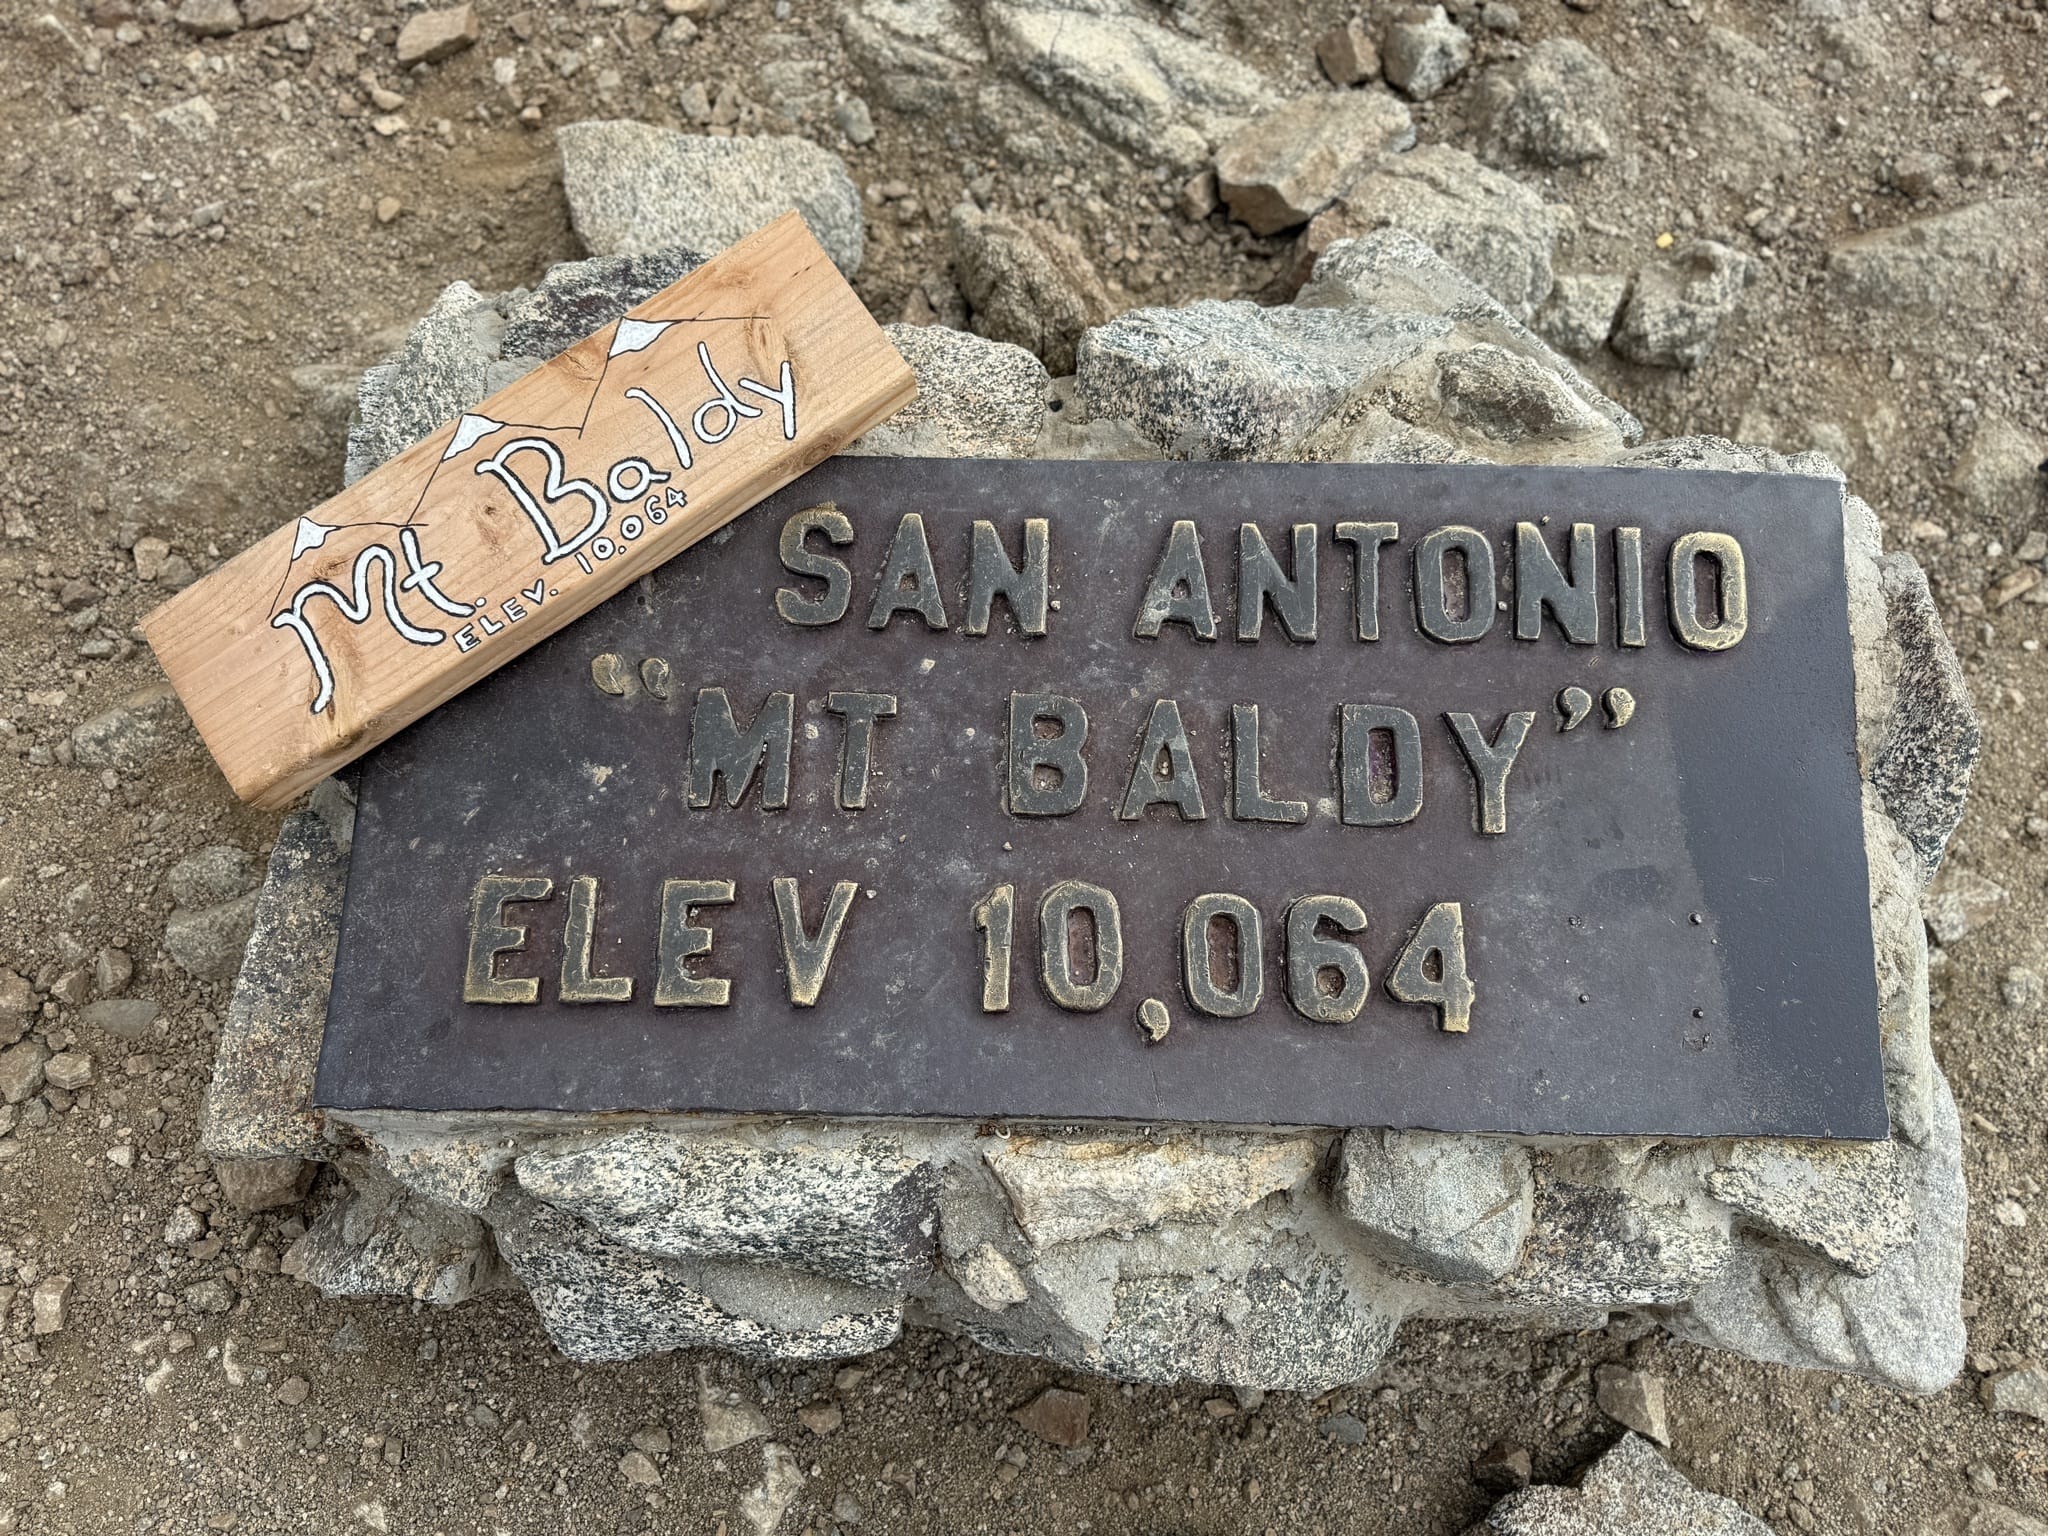 Mt. Baldy
ELEV. 10.064
SAN ANTONIO
“MT BALDY”
ELEV 10,064